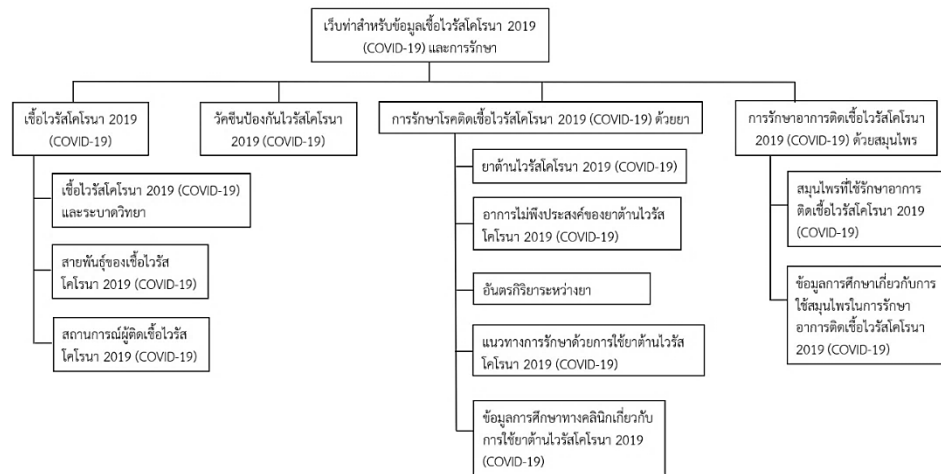 เว็บท่าสำหรับข้อมูลเชื้อไวรัสโคโรนา 2019
(COVID-19) และการรักษา
เชื้อไวรัสโคโรนา 2019
(COVID-19)
เชื้อไวรัสโคโรนา 2019 (COVID-19)
และระบาดวิทยา
สายพันธุ์ของเชื้อไวรัส
โคโรนา 2019 (COVID-19)
สถานการณ์ผู้ติดเชื้อไวรัส
โคโรนา 2019 (COVID-19)
วัคซีนป้องกันไวรัสโคโรนา
2019 (COVID-19)
การรักษาโรคติดเชื้อไวรัสโคโรนา 2019 (COVID-19) ด้วยยา
ยาต้านไวรัสโคโรนา 2019 (COVID-19)
อาการไม่พึงประสงค์ของยาต้านไวรัส
โคโรนา 2019 (COVID-19)
อันตรกิริยาระหว่างยา
แนวทางการรักษาด้วยการใช้ยาต้านไวรัส
โคโรนา 2019 (COVID-19)
ข้อมูลการศึกษาทางคลินิกเกี่ยวกับ
การใช้ยาต้านไวรัสโคโรนา 2019
(COVID-19)
การรักษาอาการติดเชื้อไวรัสโคโรนา
2019 (COVID-19) ด้วยสมุนไพร
สมุนไพรที่ใช้รักษาอาการ
ติดเชื้อไวรัสโคโรนา 2019
(COVID-19)
ข้อมูลการศึกษาเกี่ยวกับการ
ใช้สมุนไพรในการรักษา
อาการติดเชื้อไวรัสโคโรนา
2019 (COVID-19)